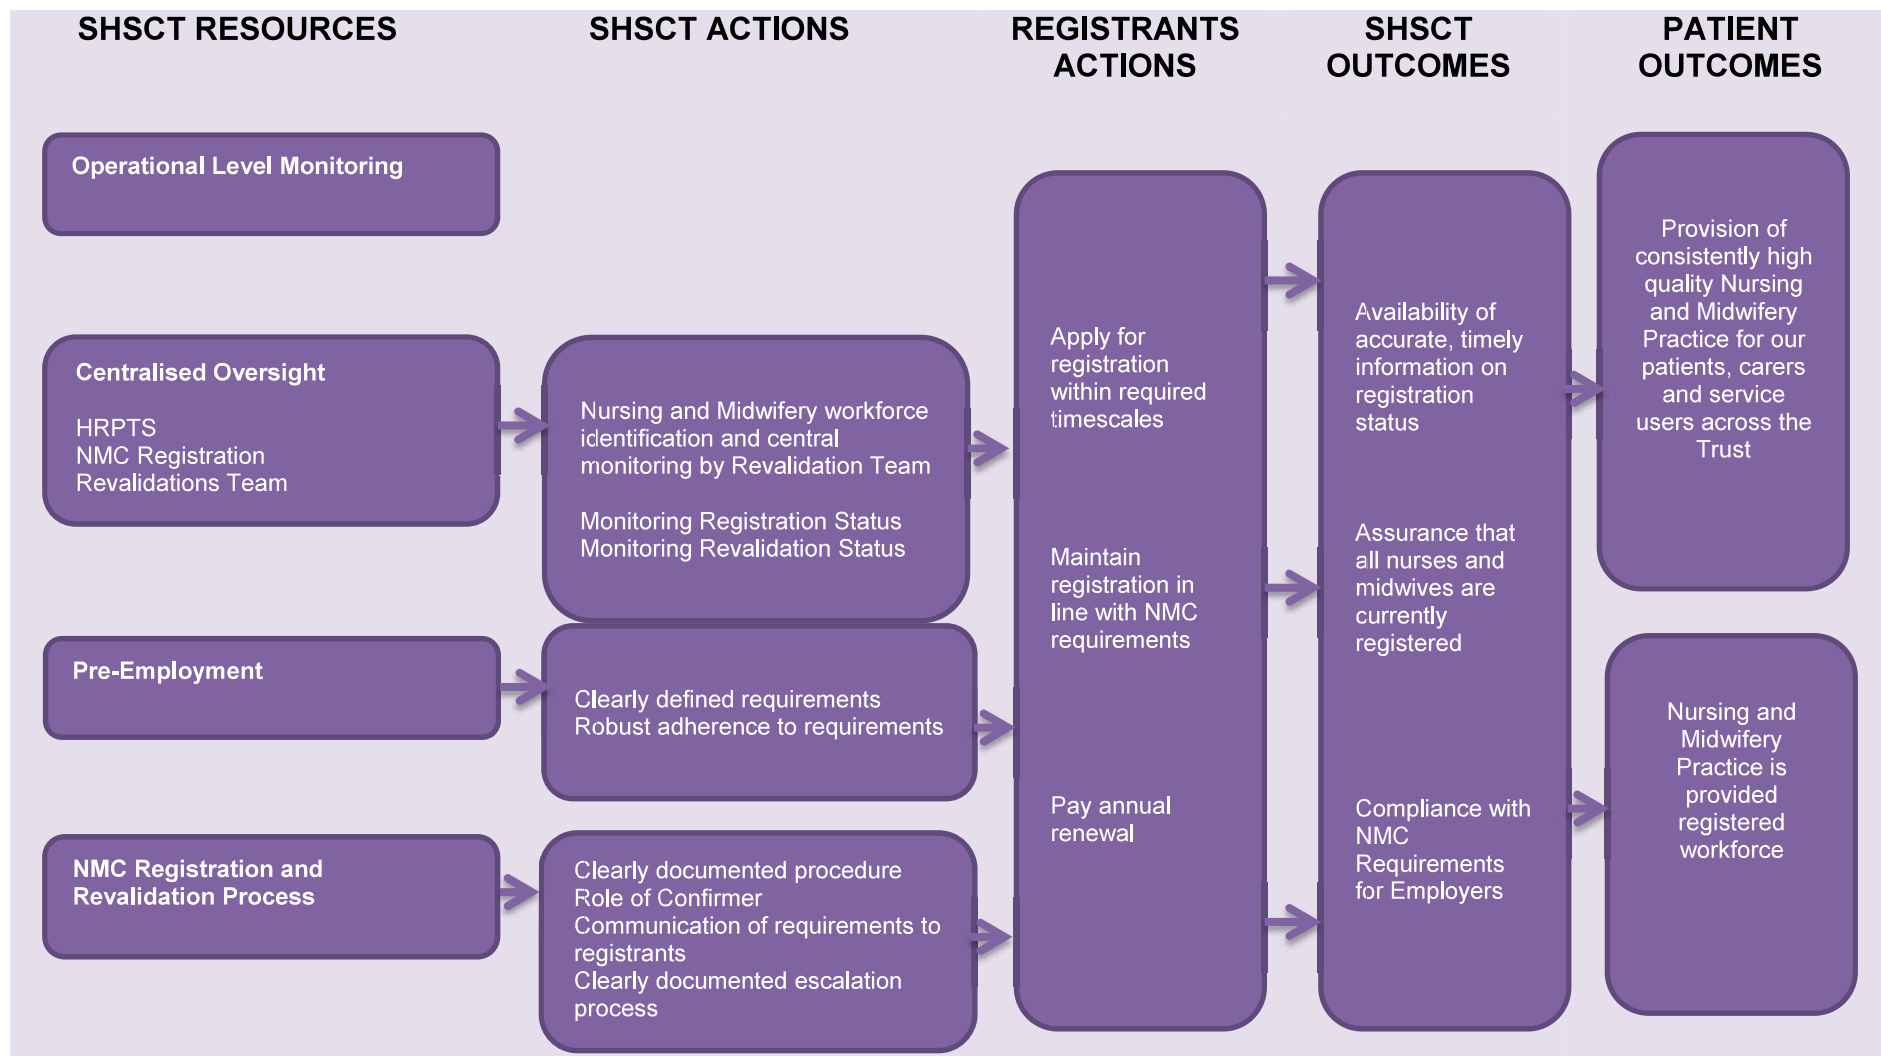 SHSCT RESOURCES
SHSCT ACTIONS
REGISTRANTS
ACTIONS
SHSCT
OUTCOMES
PATIENT
OUTCOMES
Operational Level Monitoring
Centralised Oversight
HRPTS
NMC Registration
Revalidations Team
Pre-Employment
NMC Registration and
Revalidation Process
Nursing and Midwifery workforce
identification and central
monitoring by Revalidation Team
Monitoring Registration Status
Monitoring Revalidation Status
Clearly defined requirements
Robust adherence to requirements
Clearly documented procedure
Role of Confirmer
Communication of requirements to
registrants
Clearly documented escalation
process
Apply for
registration
within required
timescales
Maintain
registration in
line with NMC
requirements
Pay annual
renewal
Availability of
accurate, timely
information on
registration
status
Assurance that
all nurses and
midwives are
currently
registered
Compliance with
NMC
Requirements
for Employers
Provision of
consistently high
quality Nursing
and Midwifery
Practice for our
patients, carers
and service
users across the
Trust
Nursing and
Midwifery
Practice is
provided
registered
workforce